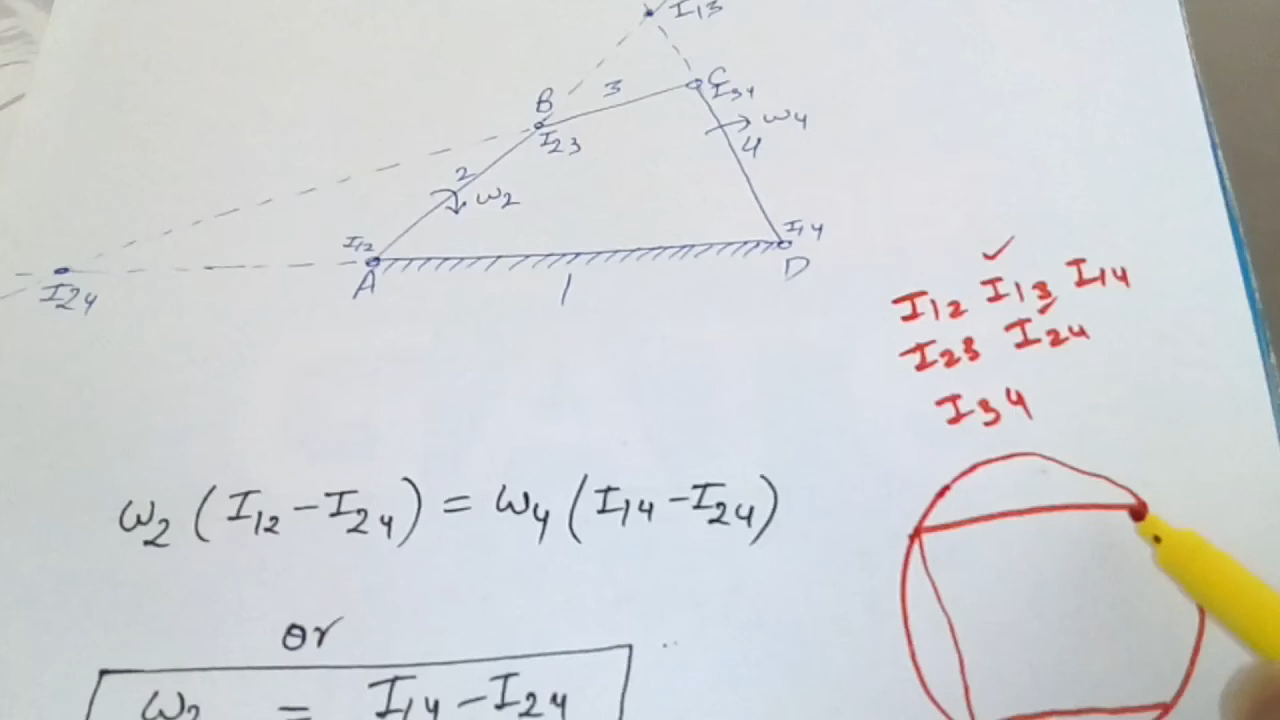 I13
B
3
C
I34
ω4
I23
4
2
ω2
I12
I14
A
D
I24
1
I12 I13 I14
I23 I24
I34
ω2 (I12 - I24) = ω4 (I14 - I24)
or
ω2 = I14 - I24